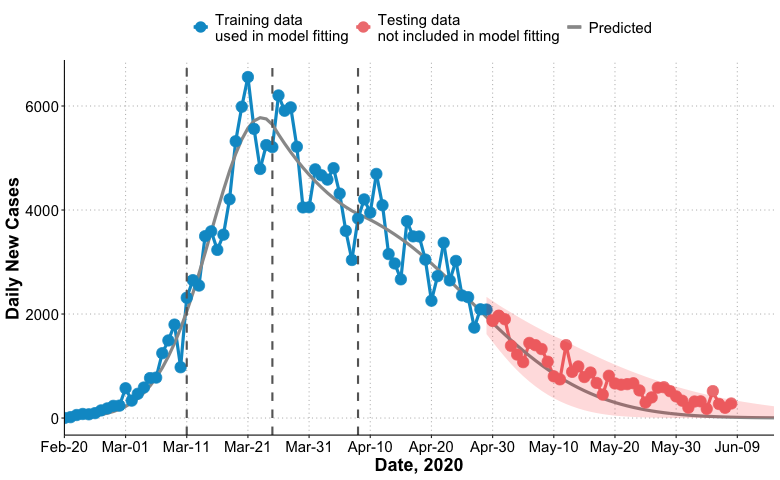 Training data
used in model fitting
Testing data
not included in model fitting
Predicted
Daily New Cases
6000
4000
2000
0
Feb-20 Mar-01 Mar-11 Mar-21 Mar-31 Apr-10 Apr-20 Apr-30 May-10 May-20 May-30 Jun-09
Date, 2020